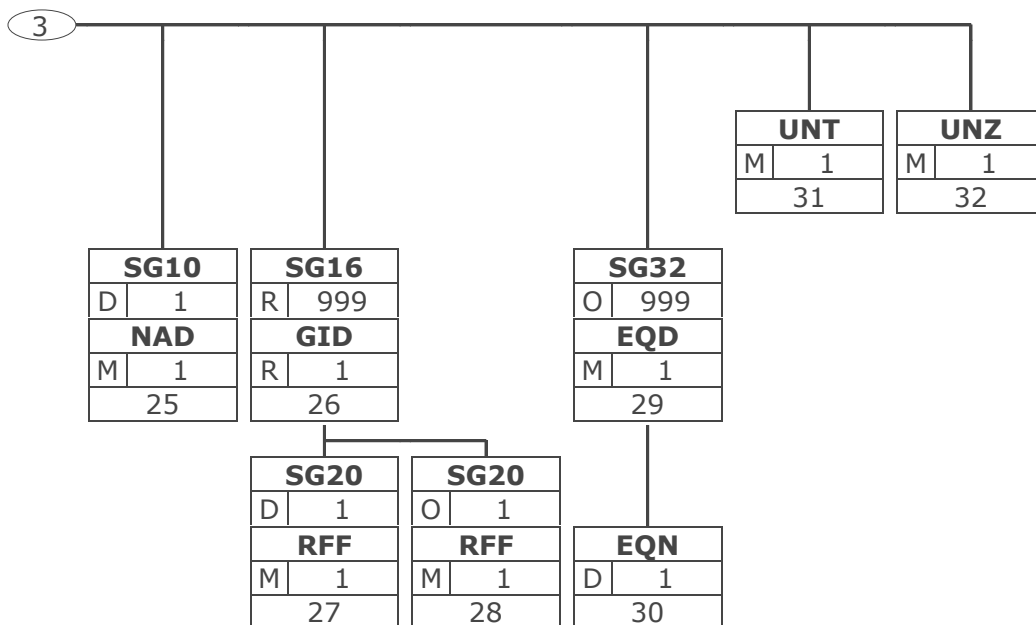 3
UNT UNZ
M 1 M 1
31 32
SG10 SG16 SG32
D 1 R 999 O 999
NAD GID EQD
M 1 R 1 M 1
25 26 29
SG20 SG20
D 1 O 1
RFF RFF EQN
M 1 M 1 D 1
27 28 30